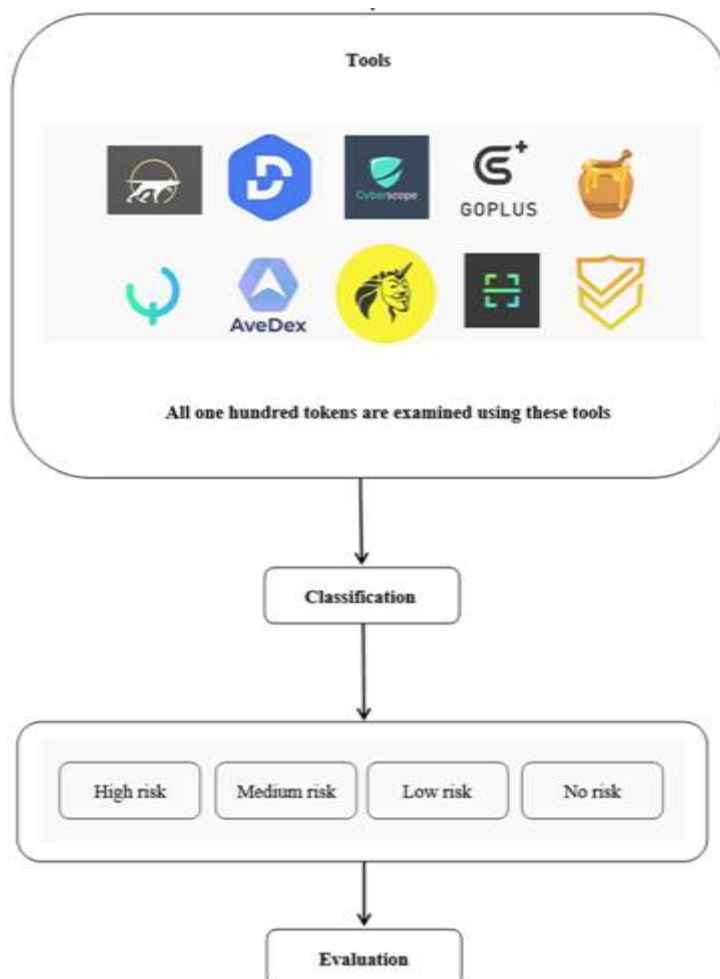 Tools
Cyberscope
GOPLUS
AveDex
All one hundred tokens are examined using these tools
Classification
High risk
Medium risk
Low risk
No risk
Evaluation